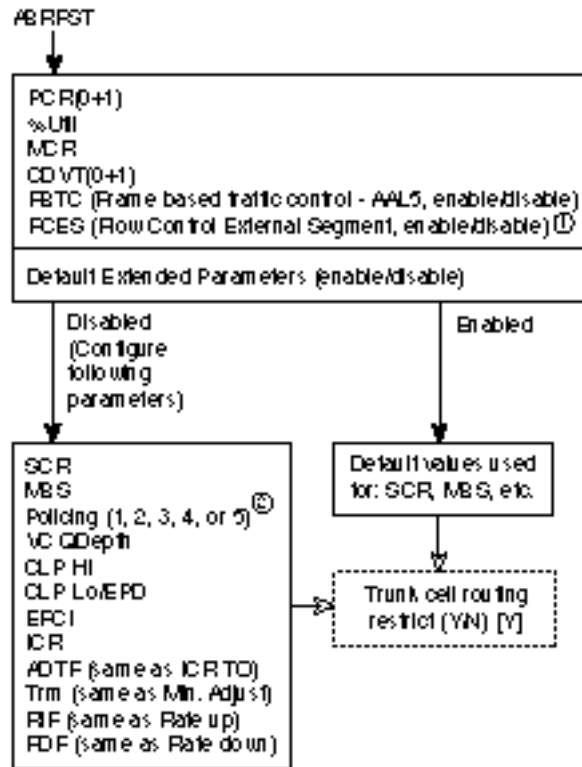 ABRFST
PCR(0+1)
%Util
MCR
CDVT(0+1)
FBTC (Frame based traffic control - AAL5, enable/disable)
FCES (Flow Control External Segment, enable/disable) ①
Default Extended Parameters (enable/disable)
Disabled
(Configure
following
parameters)
Enabled
SCR
MBS
Policing (1, 2, 3, 4, or 5) ②
VC QDepth
CLP Hi
CLP Lo/EPD
EFCI
ICR
ADTF (same as ICR TO)
Trm (same as Min. Adjust)
RIF (same as Rate up)
RDF (same as Rate down)
Default values used
for: SCR, MBS, etc.
Trunk cell routing
restrict (Y/N) [Y]